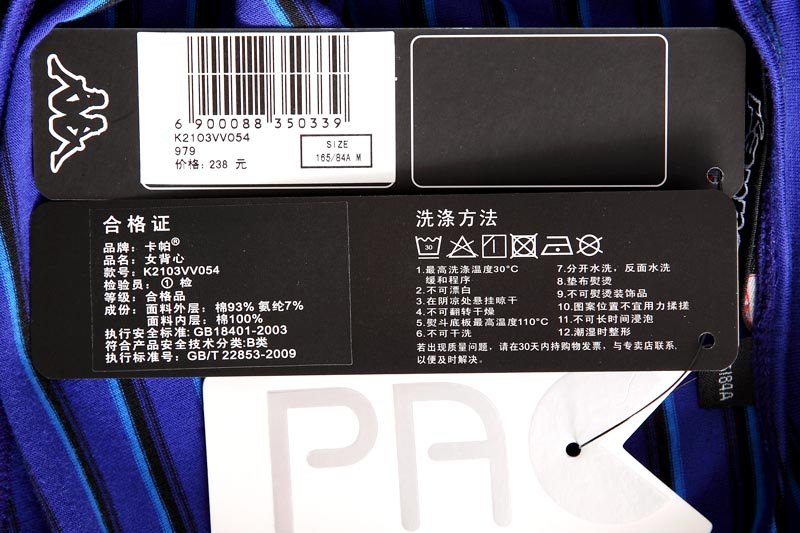 6 900088 350339
K2103VV054
979
价格: 238 元
SIZE
165/84A M
合格证
品牌: 卡帕®
品名: 女背心
款号: K2103VV054
检验员: ① 检
等级: 合格品
成份: 面料外层: 棉93% 氨纶7%
面料内层: 棉100%
执行安全标准: GB18401-2003
符合产品安全技术分类:B类
执行标准号: GB/T 22853-2009
洗涤方法
30
1.最高洗涤温度30°C
缓和程序
2.不可漂白
3.在阴凉处悬挂晾干
4.不可翻转干燥
5.熨斗底板最高温度110°C
6.不可干洗
7.分开水洗，反面水洗
8.垫布熨烫
9.不可熨烫装饰品
10.图案位置不宜用力揉搓
11.不可长时间浸泡
12.潮湿时整形
若出现质量问题，请在30天内持购物发票，与专卖店联系，
以便及时解决。
/84A
PAC